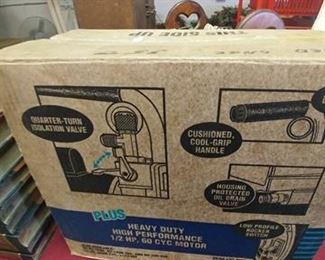 THIS SIDE UP
QUARTER-TURN
ISOLATION VALVE
CUSHIONED,
COOL-GRIP
HANDLE
HOUSING
PROTECTED
OIL DRAIN
VALVE
PLUS
HEAVY DUTY
HIGH PERFORMANCE
1/2 HP, 60 CYC MOTOR
LOW PROFILE
ROCKER
SWITCH